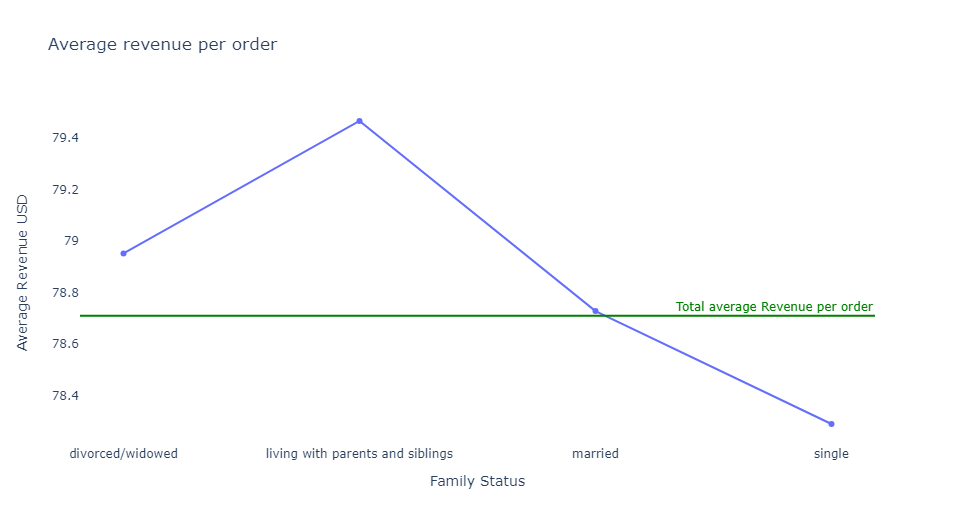 Average revenue per order
79.4
79.2
79
78.8
78.6
78.4
Average Revenue USD
Total average Revenue per order
divorced/widowed
living with parents and siblings
married
single
Family Status